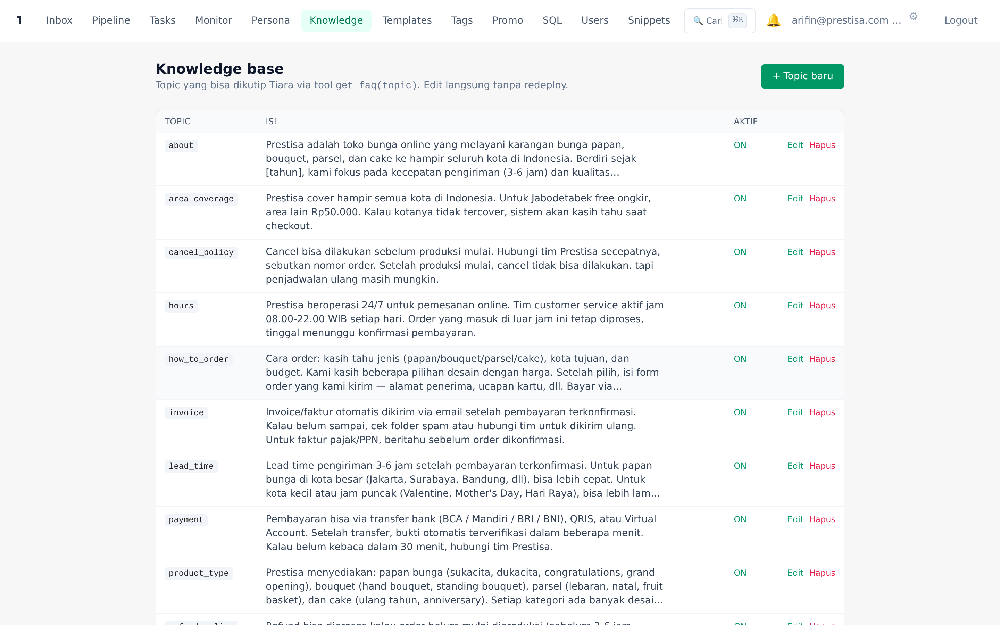 Inbox Pipeline Tasks Monitor Persona Knowledge Templates Tags Promo SQL Users Snippets Cari ⌘K arifin@prestisa.com ... Logout
Knowledge base
Topic yang bisa dikutip Tiara via tool get_faq(topic). Edit langsung tanpa redeploy.
+ Topic baru
TOPIC ISI AKTIF
about Prestisa adalah toko bunga online yang melayani karangan bunga papan, ON Edit Hapus
bouquet, parsel, dan cake ke hampir seluruh kota di Indonesia. Berdiri sejak
[tahun], kami fokus pada kecepatan pengiriman (3-6 jam) dan kualitas…
area_coverage Prestisa cover hampir semua kota di Indonesia. Untuk Jabodetabek free ongkir, ON Edit Hapus
area lain Rp50.000. Kalau kotanya tidak tercover, sistem akan kasih tahu saat
checkout.
cancel_policy Cancel bisa dilakukan sebelum produksi mulai. Hubungi tim Prestisa secepatnya, ON Edit Hapus
sebutkan nomor order. Setelah produksi mulai, cancel tidak bisa dilakukan, tapi
penjadwalan ulang masih mungkin.
hours Prestisa beroperasi 24/7 untuk pemesanan online. Tim customer service aktif jam ON Edit Hapus
08.00-22.00 WIB setiap hari. Order yang masuk di luar jam ini tetap diproses,
tinggal menunggu konfirmasi pembayaran.
how_to_order Cara order: kasih tahu jenis (papan/bouquet/parsel/cake), kota tujuan, dan ON Edit Hapus
budget. Kami kasih beberapa pilihan desain dengan harga. Setelah pilih, isi form
order yang kami kirim — alamat penerima, ucapan kartu, dll. Bayar via…
invoice Invoice/faktur otomatis dikirim via email setelah pembayaran terkonfirmasi. ON Edit Hapus
Kalau belum sampai, cek folder spam atau hubungi tim untuk dikirim ulang.
Untuk faktur pajak/PPN, beritahu sebelum order dikonfirmasi.
lead_time Lead time pengiriman 3-6 jam setelah pembayaran terkonfirmasi. Untuk papan ON Edit Hapus
bunga di kota besar (Jakarta, Surabaya, Bandung, dll), bisa lebih cepat. Untuk
kota kecil atau jam puncak (Valentine, Mother's Day, Hari Raya), bisa lebih lam…
payment Pembayaran bisa via transfer bank (BCA / Mandiri / BRI / BNI), QRIS, atau Virtual ON Edit Hapus
Account. Setelah transfer, bukti otomatis terverifikasi dalam beberapa menit.
Kalau belum kebaca dalam 30 menit, hubungi tim Prestisa.
product_type Prestisa menyediakan: papan bunga (sukacita, dukacita, congratulations, grand ON Edit Hapus
opening), bouquet (hand bouquet, standing bouquet), parsel (lebaran, natal, fruit
basket), dan cake (ulang tahun, anniversary). Setiap kategori ada banyak desai…
refund_policy Refund bisa diproses kalau order belum mulai diproduksi (sebelum 3-6 jam ON Edit Hapus